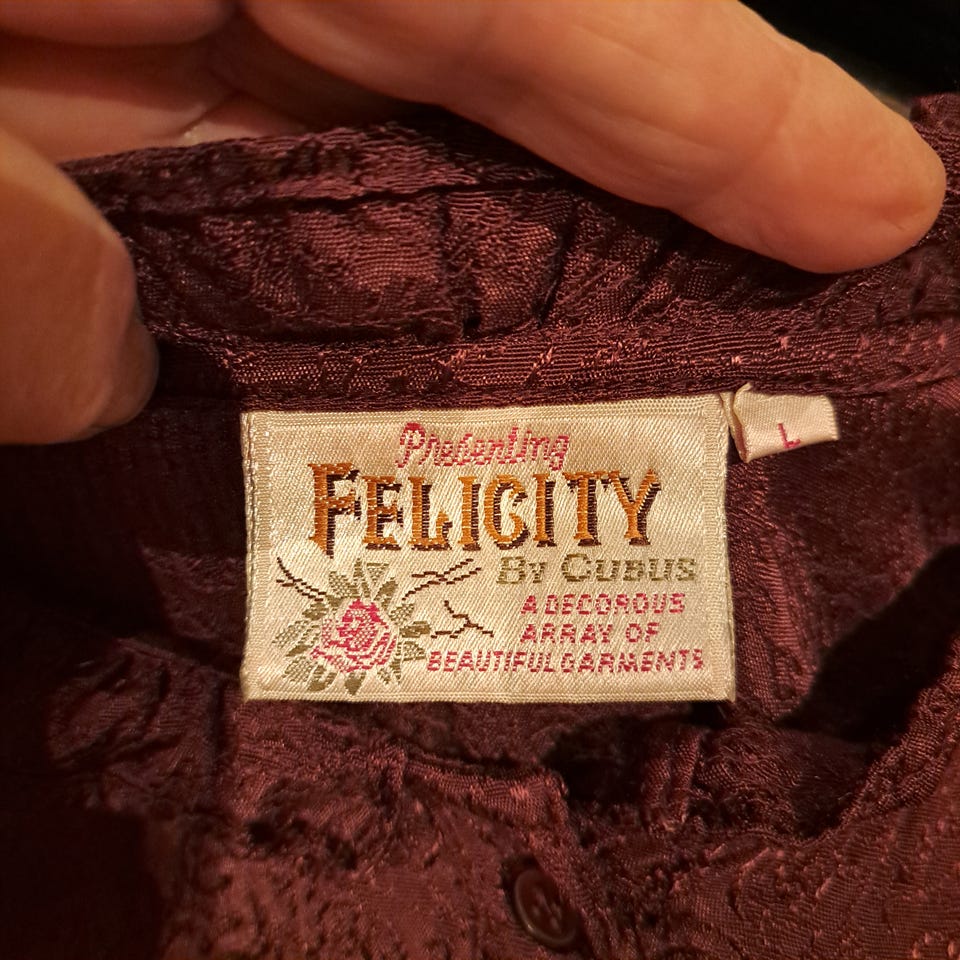 Presenting
FELICITY
BY CUBUS
A DECOROUS
ARRAY OF
BEAUTIFUL GARMENTS
L